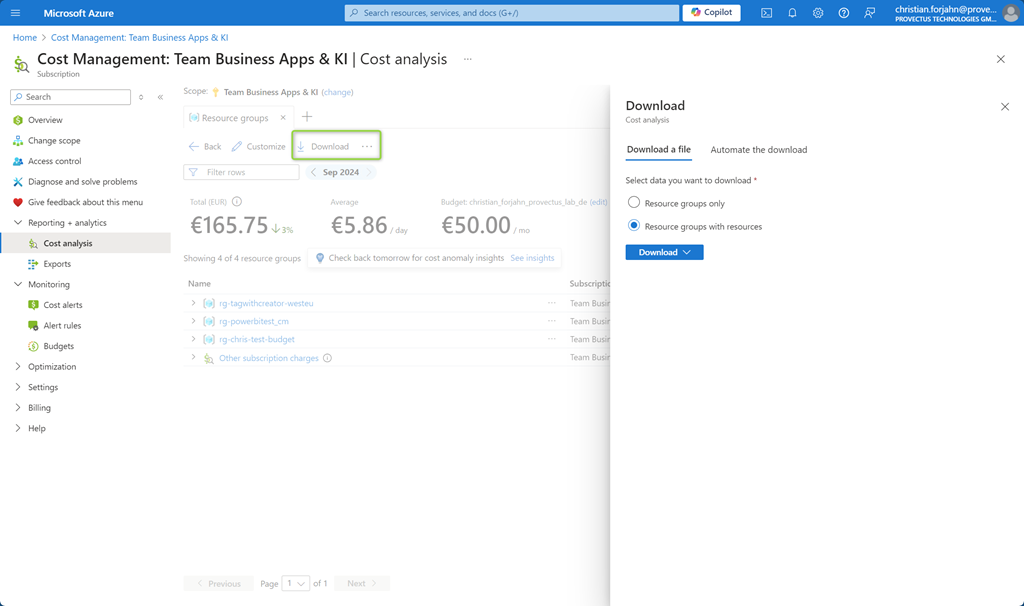 Microsoft Azure
Search resources, services, and docs (G+/)
Copilot
christian.forjahn@prove...
PROVECTUS TECHNOLOGIES GM...
Home > Cost Management: Team Business Apps & KI
Cost Management: Team Business Apps & KI | Cost analysis ...
Subscription
Search
Overview
Change scope
Access control
Diagnose and solve problems
Give feedback about this menu
Reporting + analytics
Cost analysis
Exports
Monitoring
Cost alerts
Alert rules
Budgets
Optimization
Settings
Billing
Help
Scope: Team Business Apps & KI (change)
Resource groups
Back Customize Download ...
Filter rows
Sep 2024
Total (EUR) Average Budget: christian_forjahn_provectus_lab_de (edit)
€165.75 ↓3% €5.86 / day €50.00 / mo
Showing 4 of 4 resource groups
Check back tomorrow for cost anomaly insights See insights
Name
rg-tagwithcreator-westeu ... Team Busin
rg-powerbitest_cm ... Team Busin
rg-chris-test-budget ... Team Busin
Other subscription charges Team Busin
Previous Page 1 of 1 Next
Download
Cost analysis
Download a file Automate the download
Select data you want to download *
Resource groups only
Resource groups with resources
Download